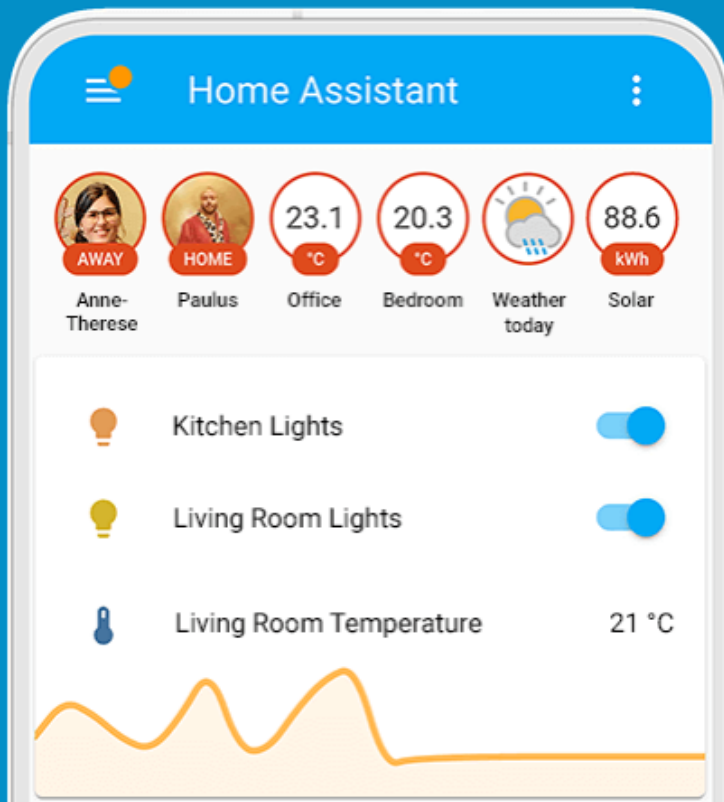 Home Assistant
23.1 20.3 88.6
AWAY HOME °C °C kWh
Anne- Paulus Office Bedroom Weather Solar
Therese today
Kitchen Lights
Living Room Lights
Living Room Temperature 21 °C